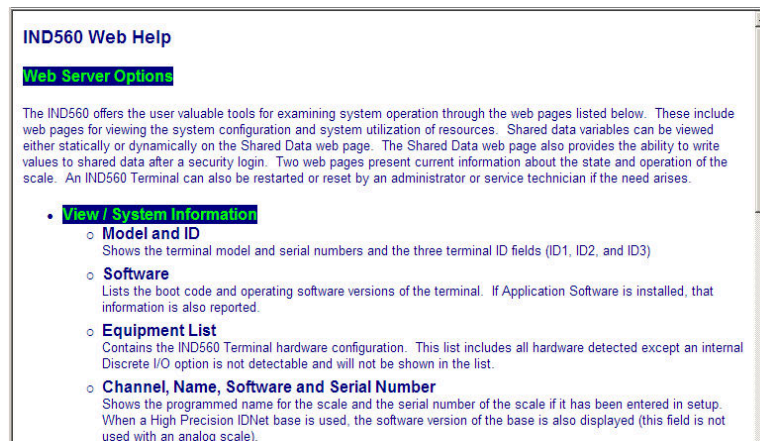 IND560 Web Help
Web Server Options
The IND560 offers the user valuable tools for examining system operation through the web pages listed below. These include
web pages for viewing the system configuration and system utilization of resources. Shared data variables can be viewed
either statically or dynamically on the Shared Data web page. The Shared Data web page also provides the ability to write
values to shared data after a security login. Two web pages present current information about the state and operation of the
scale. An IND560 Terminal can also be restarted or reset by an administrator or service technician if the need arises.
• View / System Information
○ Model and ID
Shows the terminal model and serial numbers and the three terminal ID fields (ID1, ID2, and ID3)
○ Software
Lists the boot code and operating software versions of the terminal. If Application Software is installed, that
information is also reported.
○ Equipment List
Contains the IND560 Terminal hardware configuration. This list includes all hardware detected except an internal
Discrete I/O option is not detectable and will not be shown in the list.
○ Channel, Name, Software and Serial Number
Shows the programmed name for the scale and the serial number of the scale if it has been entered in setup.
When a High Precision IDNet base is used, the software version of the base is also displayed (this field is not
used with an analog scale).